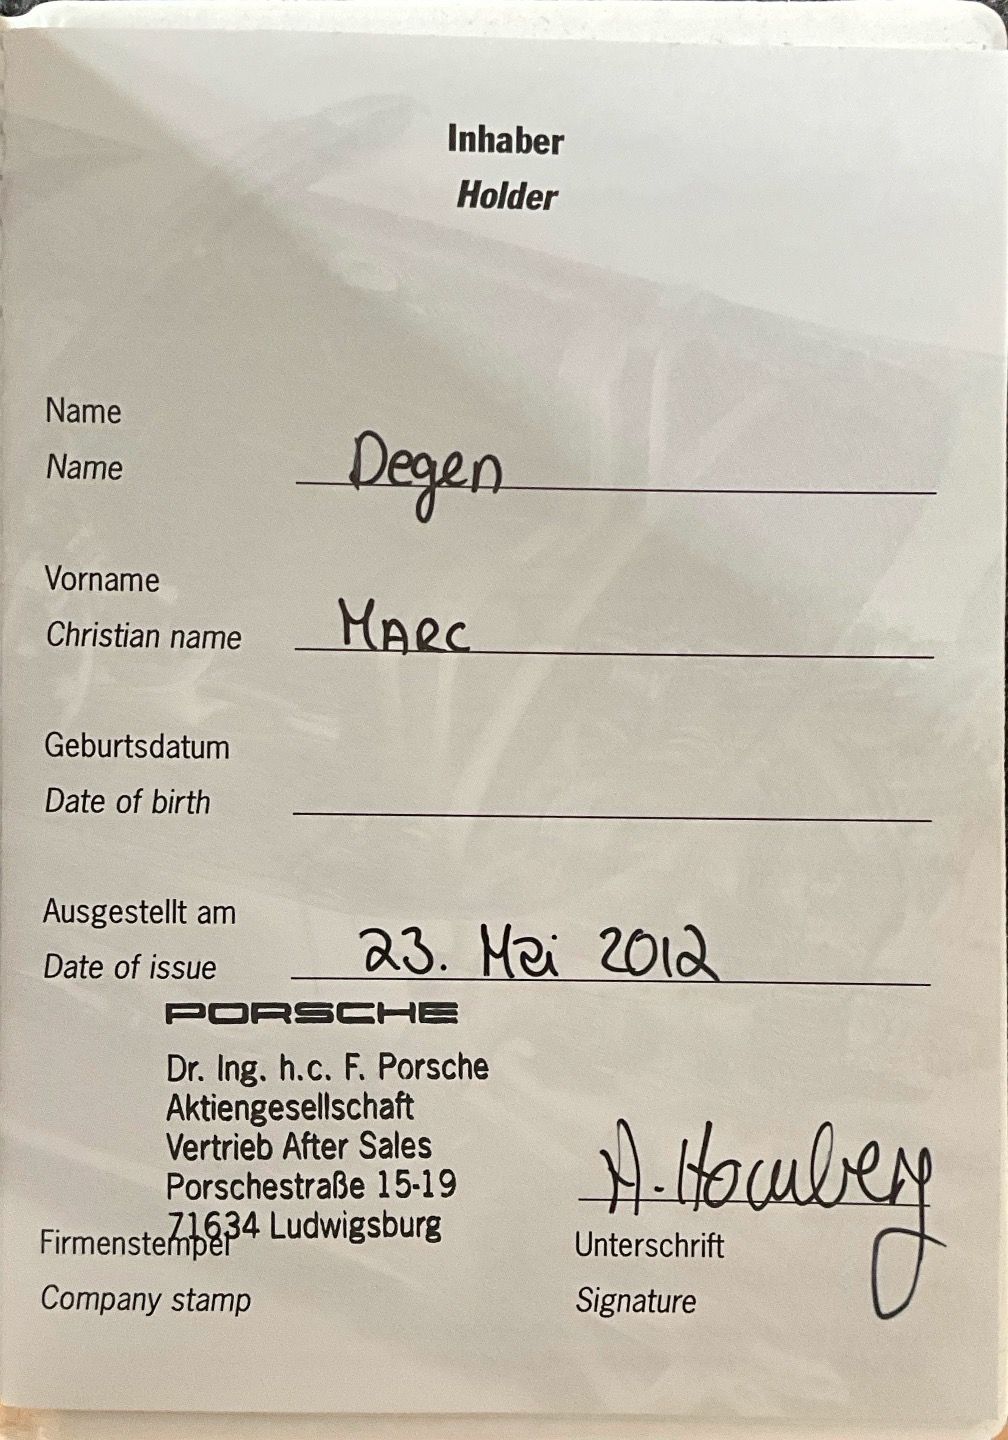 Inhaber
Holder
Name
Name Degen
Vorname
Christian name MARC
Geburtsdatum
Date of birth
Ausgestellt am
Date of issue 23. Mai 2012
PORSCHE
Dr. Ing. h.c. F. Porsche
Aktiengesellschaft
Vertrieb After Sales
Porschestraße 15-19
71634 Ludwigsburg
Firmenstempel
Company stamp
A. Hornberg
Unterschrift
Signature